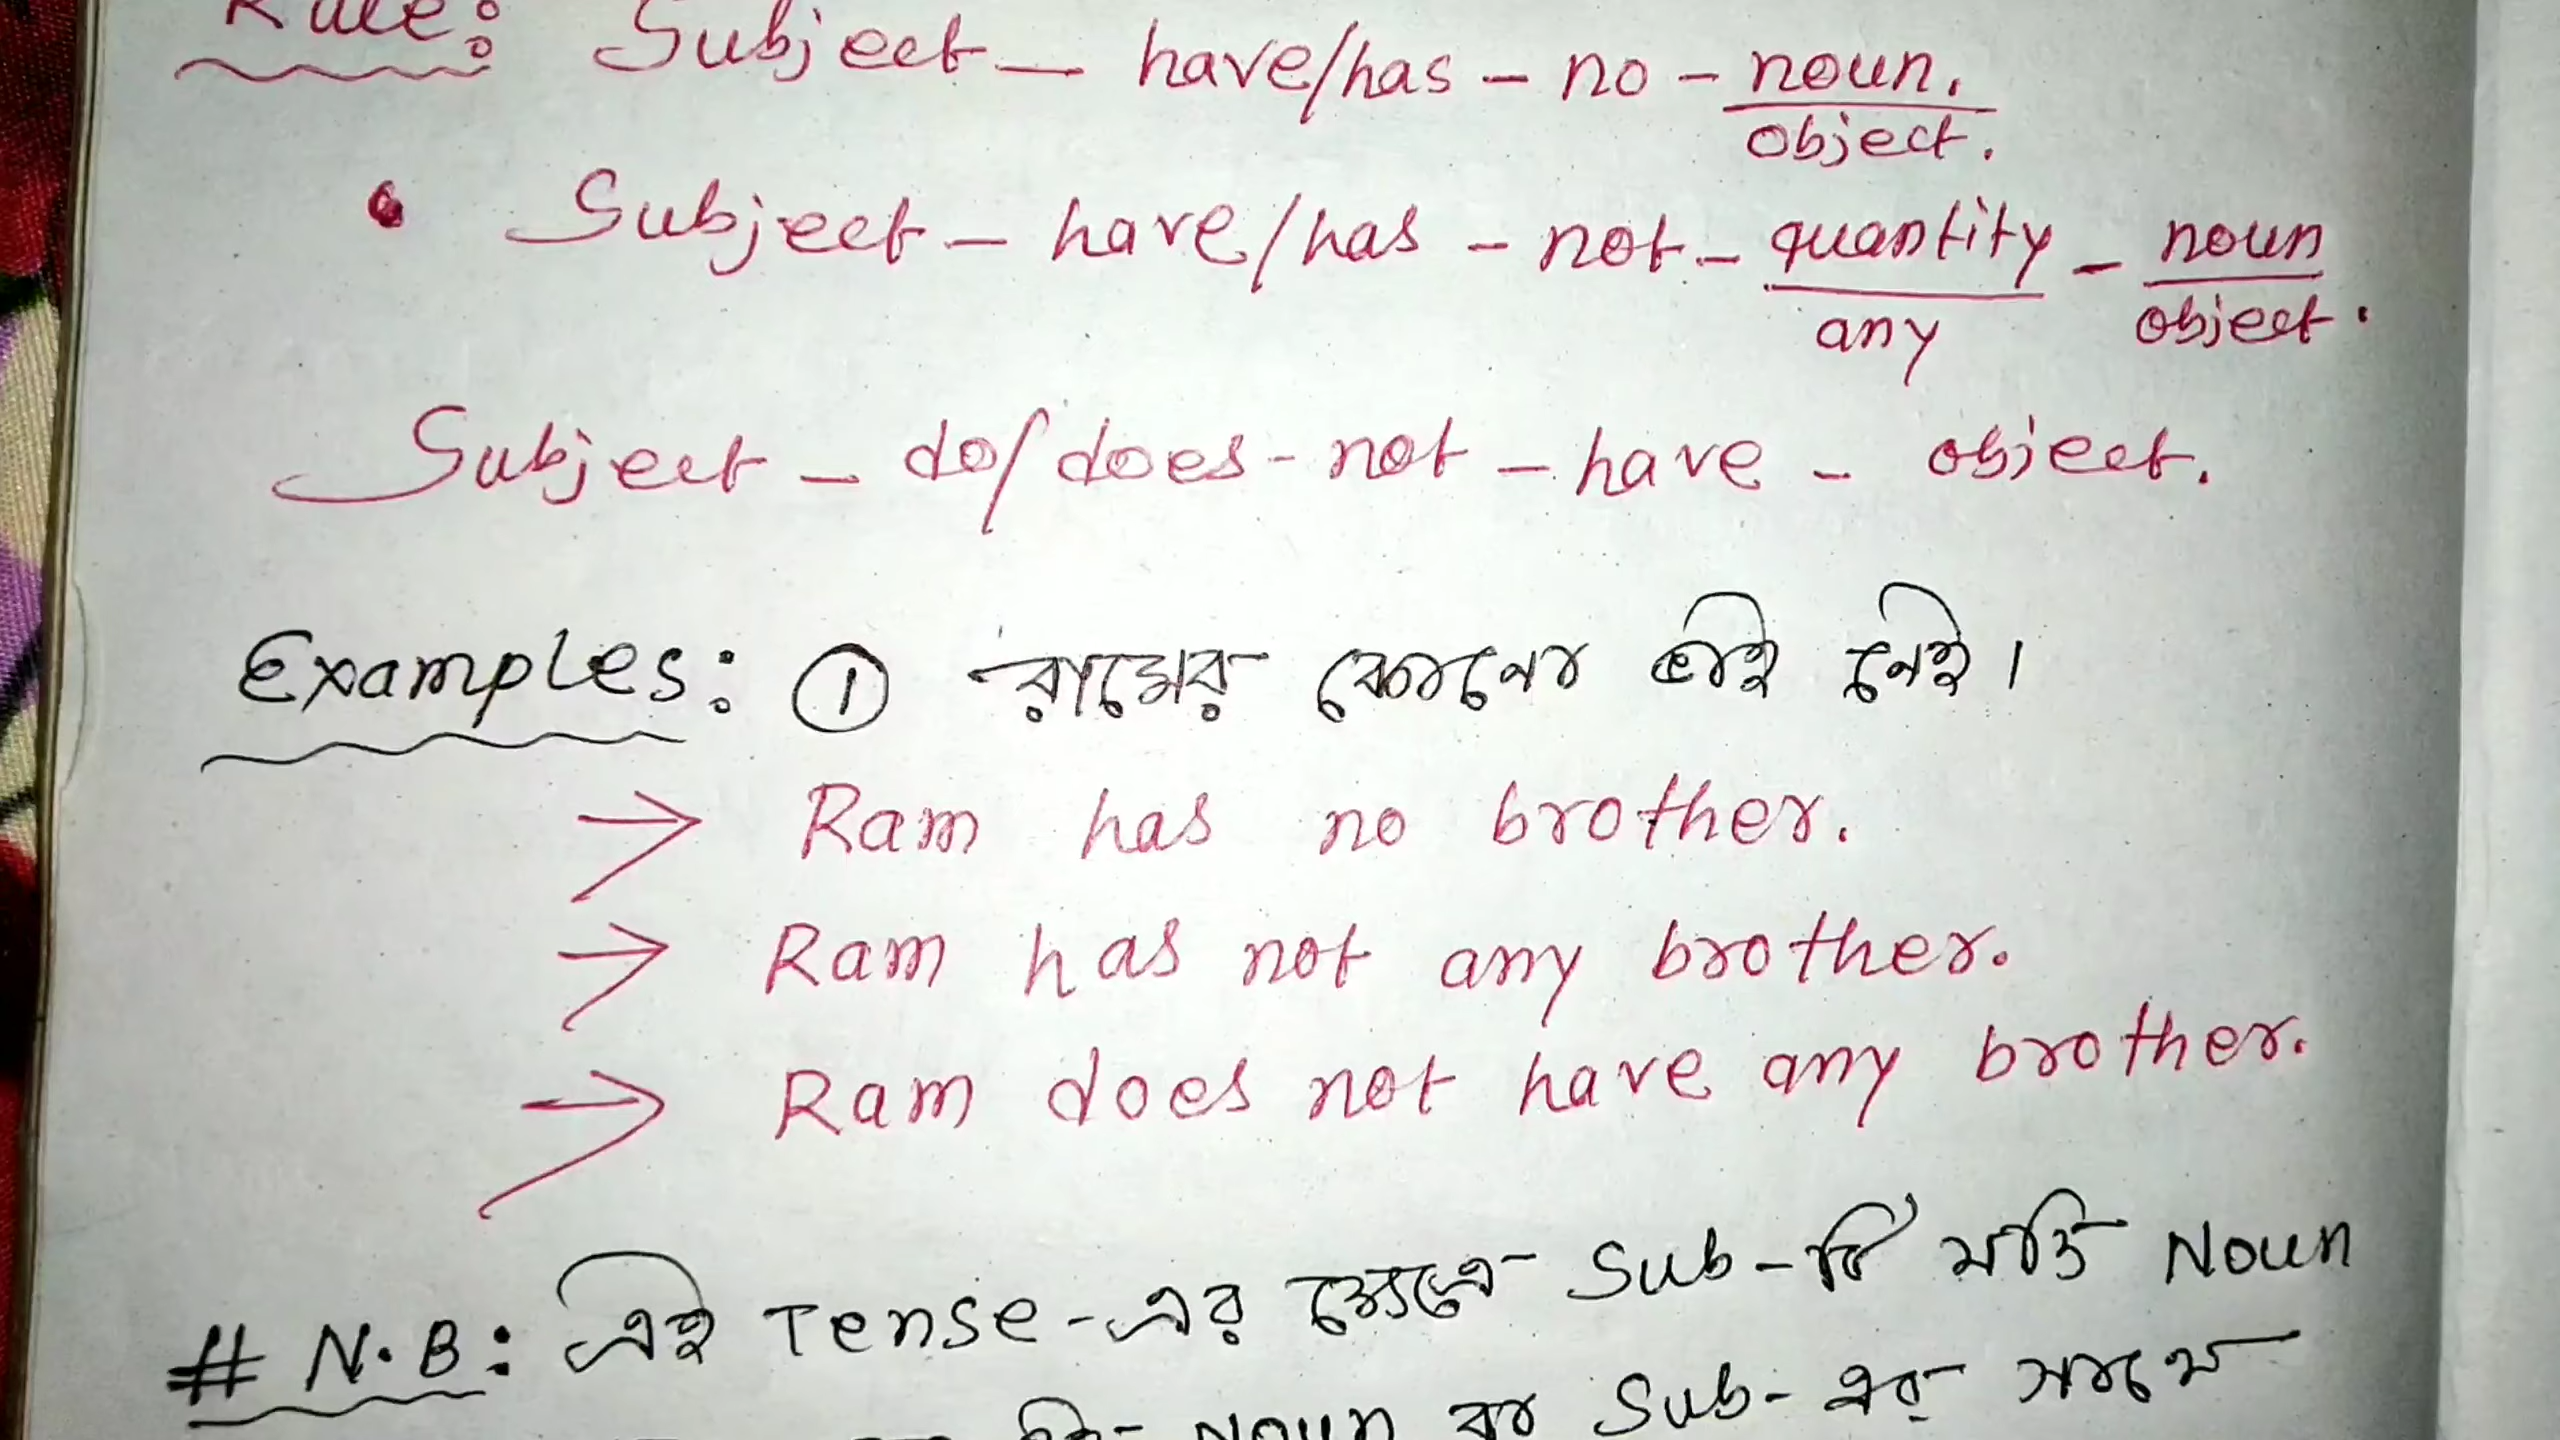 Rule: Subject - have/has - no - noun.
object.
• Subject - have/has - not - quantity - noun
any object.
Subject - do/does - not - have - object.
Examples: ① রামের কোনো ভাই নেই।
→ Ram has no brother.
→ Ram has not any brother.
→ Ram does not have any brother.
# N.B: এই Tense-এর ক্ষেত্রে Sub-টি যদি Noun
Noun বা Sub-এর সাথে